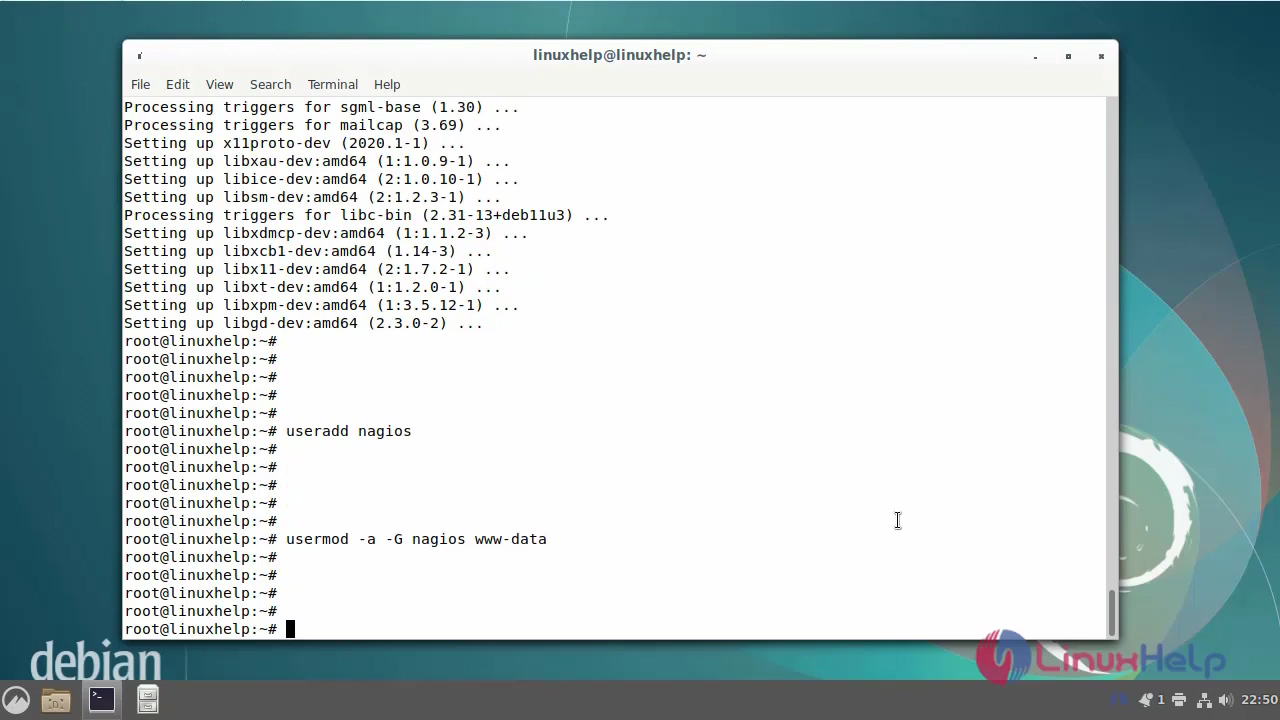 linuxhelp@linuxhelp: ~
File Edit View Search Terminal Help
Processing triggers for sgml-base (1.30) ...
Processing triggers for mailcap (3.69) ...
Setting up x11proto-dev (2020.1-1) ...
Setting up libxau-dev:amd64 (1:1.0.9-1) ...
Setting up libice-dev:amd64 (2:1.0.10-1) ...
Setting up libsm-dev:amd64 (2:1.2.3-1) ...
Processing triggers for libc-bin (2.31-13+deb11u3) ...
Setting up libxdmcp-dev:amd64 (1:1.1.2-3) ...
Setting up libxcb1-dev:amd64 (1.14-3) ...
Setting up libx11-dev:amd64 (2:1.7.2-1) ...
Setting up libxt-dev:amd64 (1:1.2.0-1) ...
Setting up libxpm-dev:amd64 (1:3.5.12-1) ...
Setting up libgd-dev:amd64 (2.3.0-2) ...
root@linuxhelp:~#
root@linuxhelp:~#
root@linuxhelp:~#
root@linuxhelp:~#
root@linuxhelp:~#
root@linuxhelp:~# useradd nagios
root@linuxhelp:~#
root@linuxhelp:~#
root@linuxhelp:~#
root@linuxhelp:~#
root@linuxhelp:~#
root@linuxhelp:~# usermod -a -G nagios www-data
root@linuxhelp:~#
root@linuxhelp:~#
root@linuxhelp:~#
root@linuxhelp:~#
root@linuxhelp:~#
debian
LinuxHelp
1 22:50